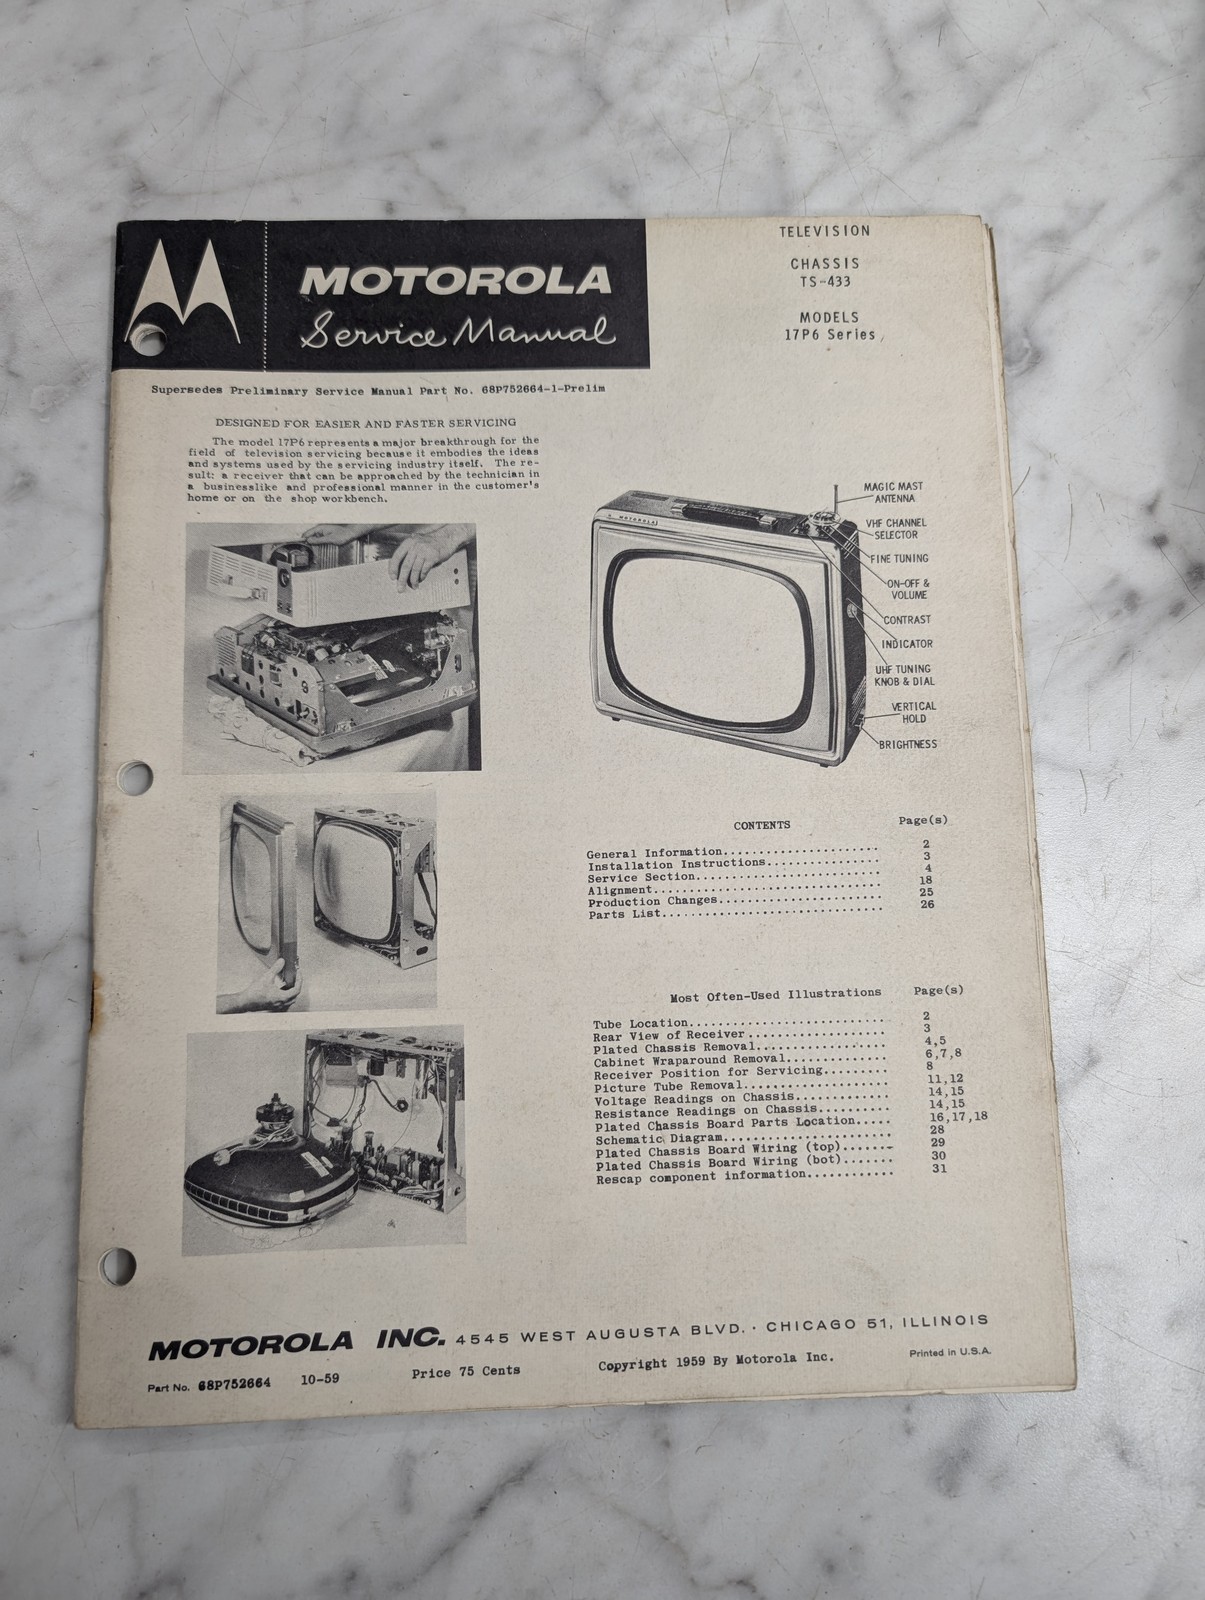 MOTOROLA
Service Manual
TELEVISION
CHASSIS
TS-433
MODELS
17P6 Series
Supersedes Preliminary Service Manual Part No. 68P752664-1-Prelim
DESIGNED FOR EASIER AND FASTER SERVICING
The model 17P6 represents a major breakthrough for the
field of television servicing because it embodies the ideas
and systems used by the servicing industry itself. The re-
sult: a receiver that can be approached by the technician in
a businesslike and professional manner in the customer's
home or on the shop workbench.
MOTOROLA
MAGIC MAST
ANTENNA
VHF CHANNEL
SELECTOR
FINE TUNING
ON-OFF &
VOLUME
CONTRAST
INDICATOR
UHF TUNING
KNOB & DIAL
VERTICAL
HOLD
BRIGHTNESS
CONTENTS Page(s)
General Information....................... 2
Installation Instructions................ 3
Service Section........................... 4
Alignment................................. 18
Production Changes........................ 25
Parts List................................ 26
Most Often-Used Illustrations Page(s)
Tube Location............................. 2
Rear View of Receiver..................... 3
Plated Chassis Removal................... 4,5
Cabinet Wraparound Removal............... 6,7,8
Receiver Position for Servicing......... 8
Picture Tube Removal..................... 11,12
Voltage Readings on Chassis............. 14,15
Resistance Readings on Chassis.......... 14,15
Plated Chassis Board Parts Location..... 16,17,18
Schematic Diagram........................ 28
Plated Chassis Board Wiring (top)....... 29
Plated Chassis Board Wiring (bot)....... 30
Rescap component information............ 31
MOTOROLA INC. 4545 WEST AUGUSTA BLVD. · CHICAGO 51, ILLINOIS
Part No. 68P752664 10-59 Price 75 Cents Copyright 1959 By Motorola Inc. Printed in U.S.A.